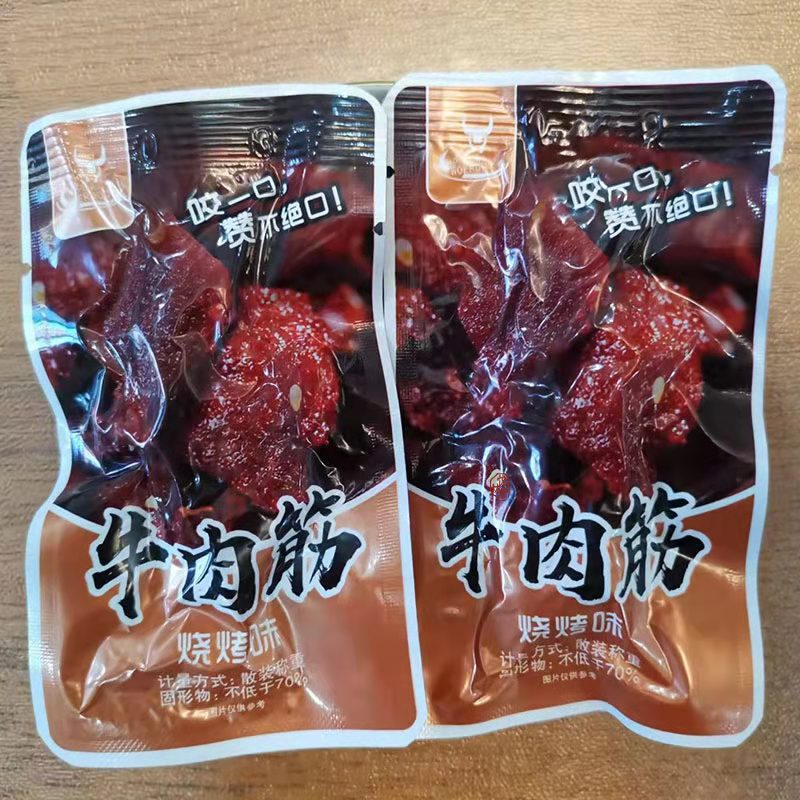 咬一口，
赞不绝口！
牛肉筋
烧烤味
计量方式：散装称重
固形物：不低于70%
图片仅供参考
咬一口，
赞不绝口！
牛肉筋
烧烤味
计量方式：散装称重
固形物：不低于70%
图片仅供参考